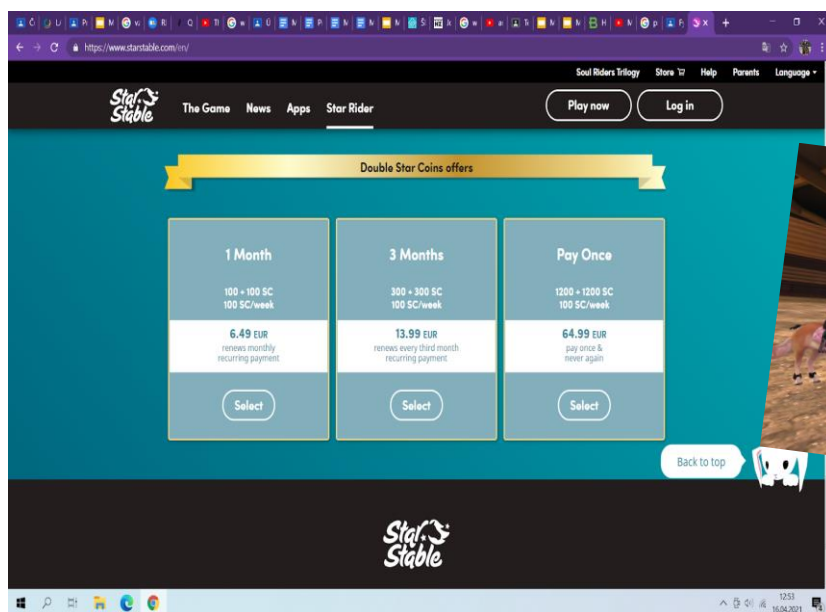 https://www.starstable.com/en/
Soul Riders Trilogy Store Help Parents Language
Star Stable
The Game News Apps Star Rider
Play now Log in
Double Star Coins offers
1 Month
100 + 100 SC
100 SC/week
6.49 EUR
renews monthly
recurring payment
Select
3 Months
300 + 300 SC
100 SC/week
13.99 EUR
renews every third month
recurring payment
Select
Pay Once
1200 + 1200 SC
100 SC/week
64.99 EUR
pay once &
never again
Select
Back to top
Star
Stable
12:53
16.04.2021